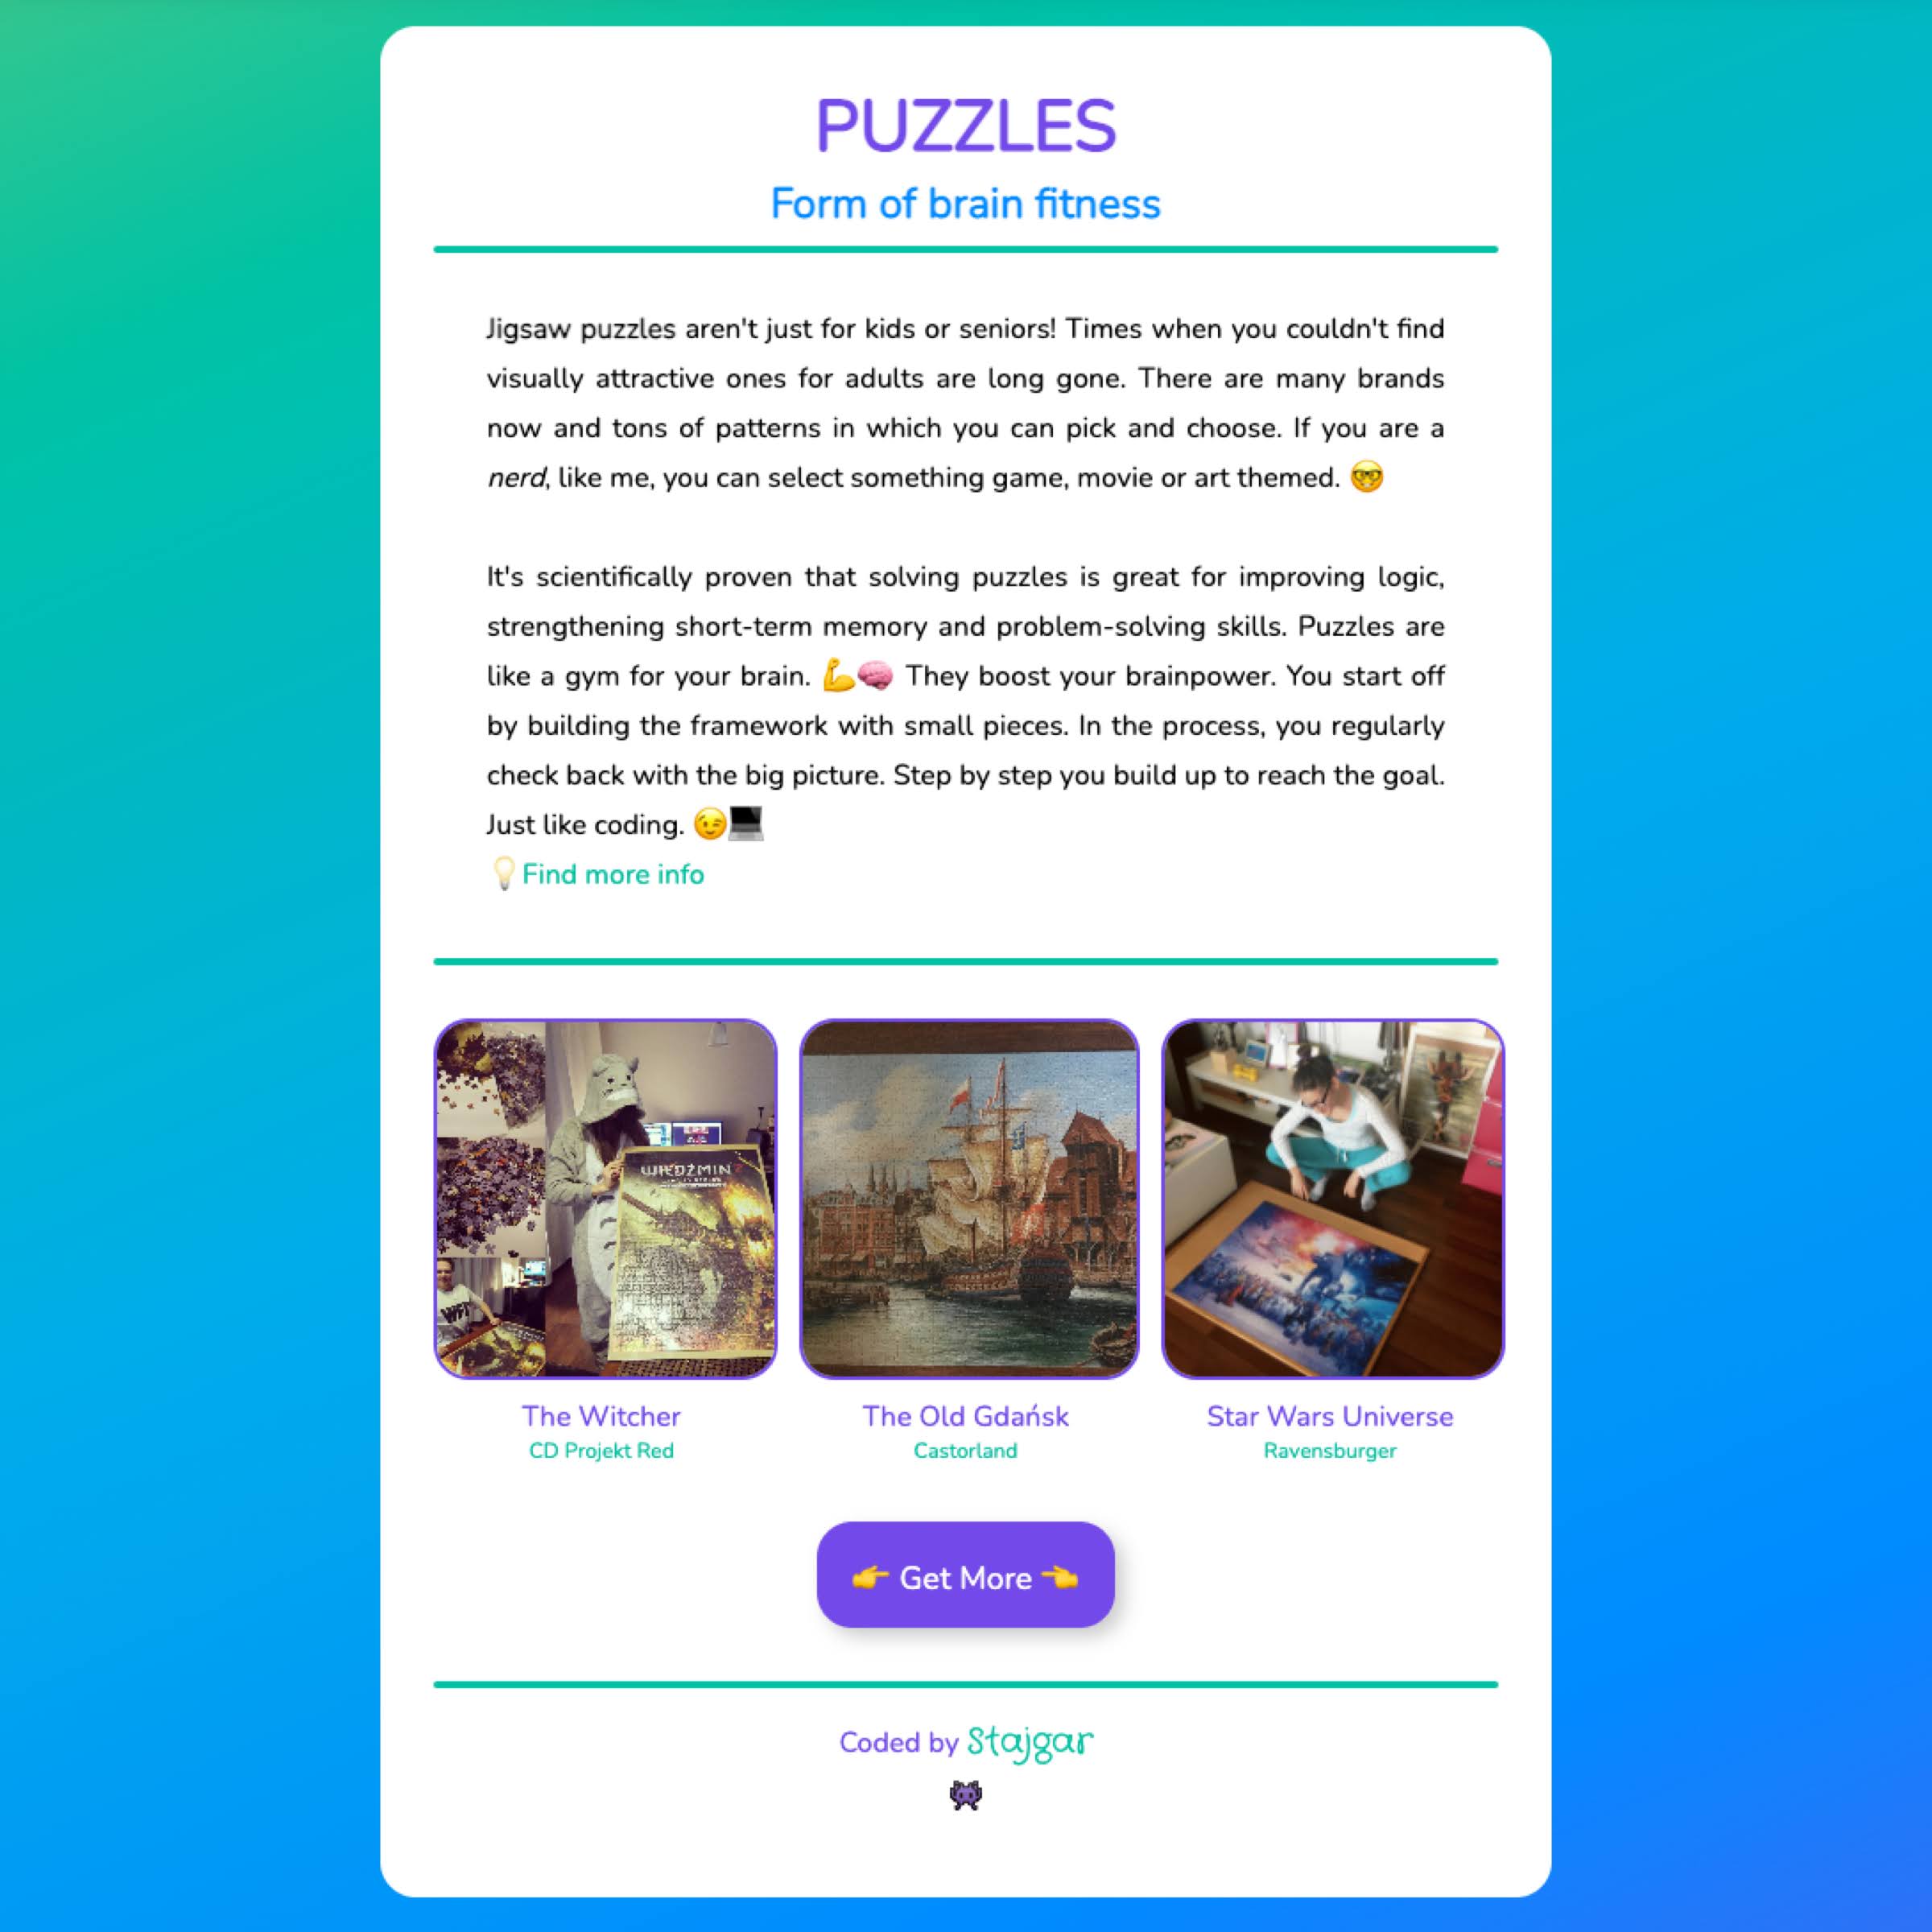 PUZZLES
Form of brain fitness
Jigsaw puzzles aren't just for kids or seniors! Times when you couldn't find
visually attractive ones for adults are long gone. There are many brands
now and tons of patterns in which you can pick and choose. If you are a
nerd, like me, you can select something game, movie or art themed. 🤓
It's scientifically proven that solving puzzles is great for improving logic,
strengthening short-term memory and problem-solving skills. Puzzles are
like a gym for your brain. 💪🧠 They boost your brainpower. You start off
by building the framework with small pieces. In the process, you regularly
check back with the big picture. Step by step you build up to reach the goal.
Just like coding. 😉💻
💡Find more info
WIEDŹMIN
The Witcher
CD Projekt Red
The Old Gdańsk
Castorland
Star Wars Universe
Ravensburger
👉 Get More 👈
Coded by Stajgar
👾